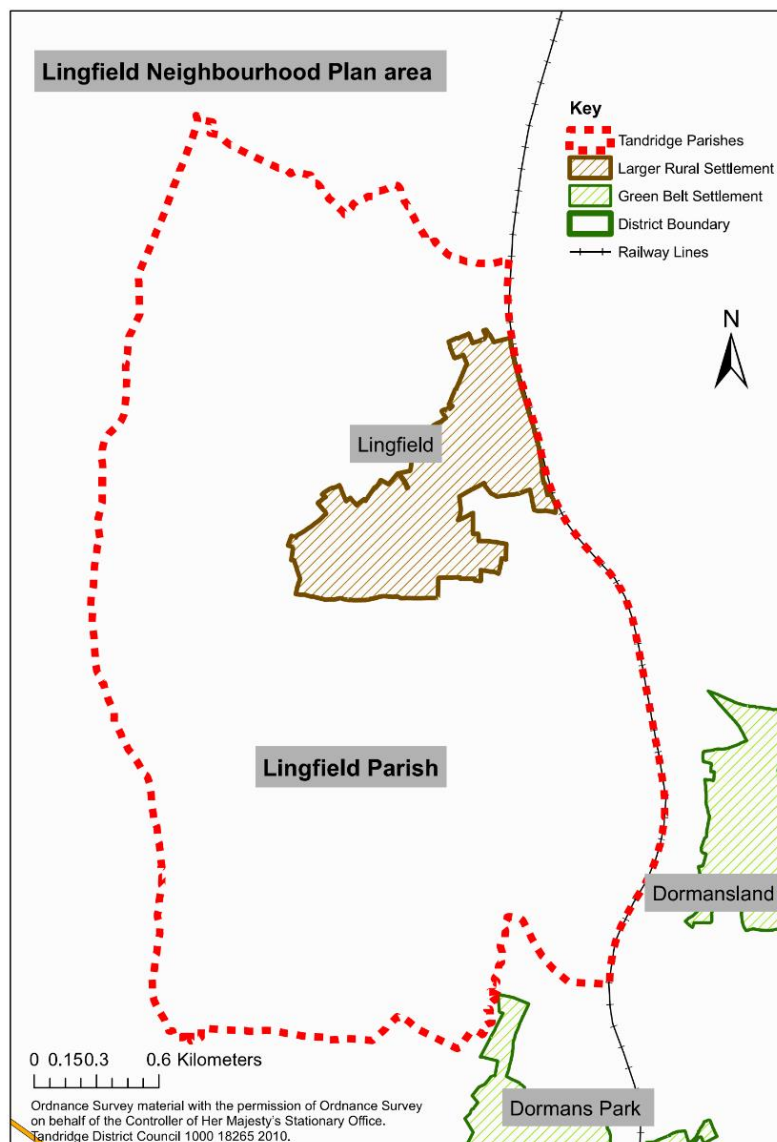 Lingfield Neighbourhood Plan area
Key
Tandridge Parishes
Larger Rural Settlement
Green Belt Settlement
District Boundary
Railway Lines
N
Lingfield
Lingfield Parish
Dormansland
Dormans Park
0 0.15 0.3 0.6 Kilometers
Ordnance Survey material with the permission of Ordnance Survey
on behalf of the Controller of Her Majesty's Stationary Office.
Tandridge District Council 1000 18265 2010.